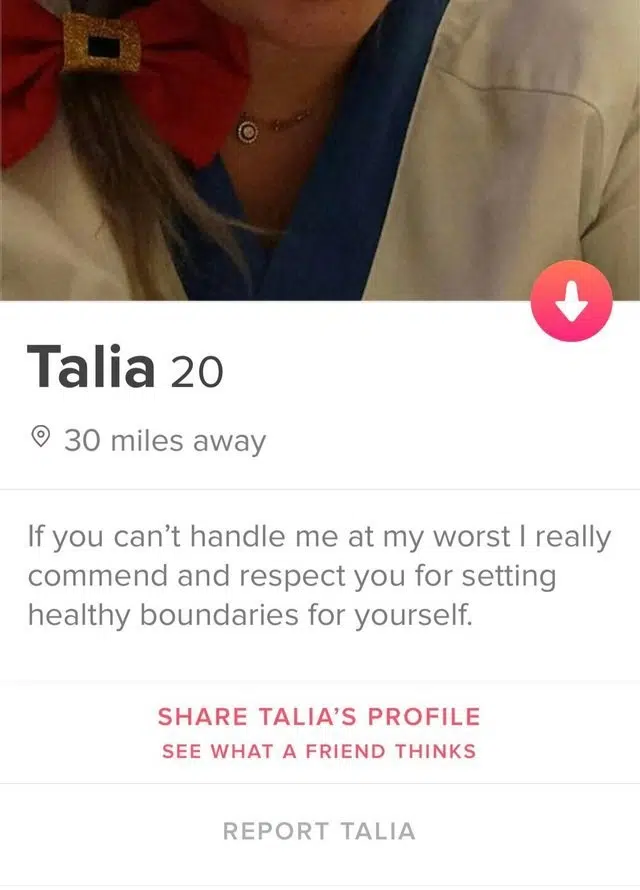 Talia 20
30 miles away
If you can’t handle me at my worst I really
commend and respect you for setting
healthy boundaries for yourself.
SHARE TALIA’S PROFILE
SEE WHAT A FRIEND THINKS
REPORT TALIA